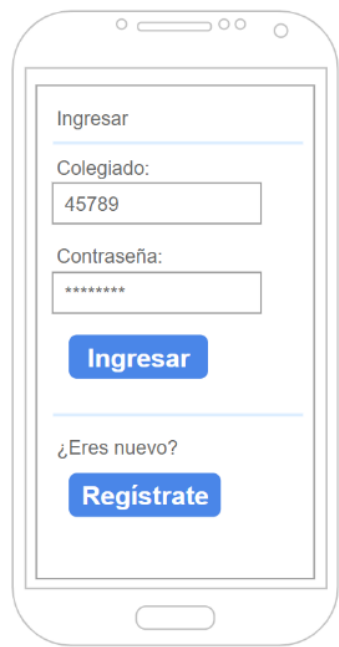 Ingresar
Colegiado:
45789
Contraseña:
********
Ingresar
¿Eres nuevo?
Regístrate